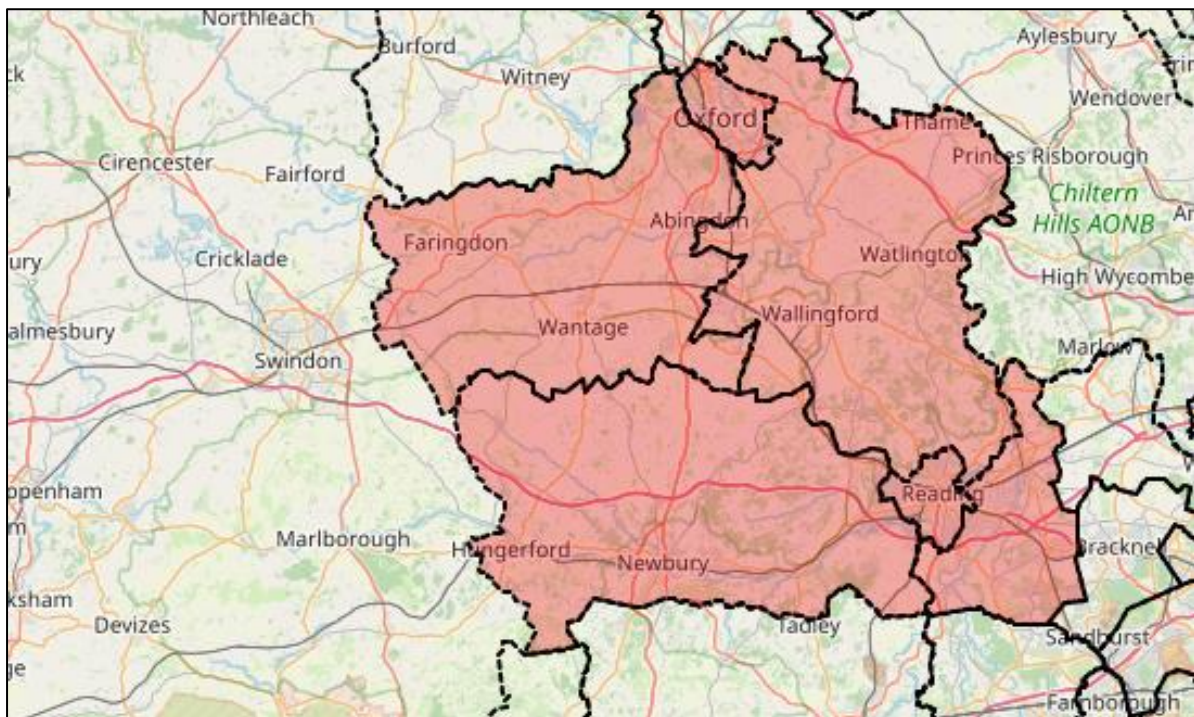 Northleach
Burford
Aylesbury
Witney
Wendover
Oxford
Thame
Cirencester
Princes Risborough
Fairford
Chiltern
Hills AONB
Abingdon
Faringdon
Cricklade
Watlington
High Wycombe
almesbury
Wallingford
Wantage
Marlow
Swindon
ppenham
Reading
Marlborough
Hungerford
Bracknell
Newbury
ksham
Devizes
Tadley
Sandhurst
Farnborough